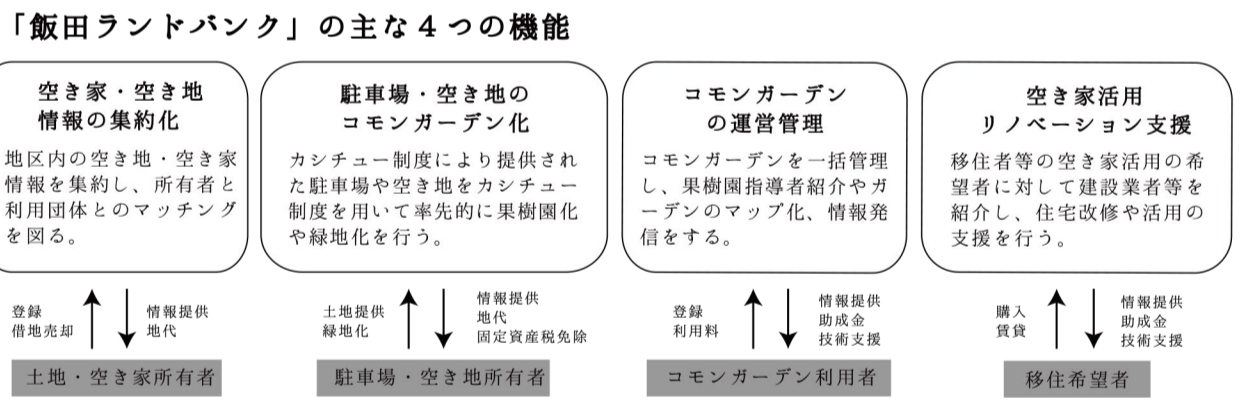 「飯田ランドバンク」の主な４つの機能
空き家・空き地
情報の集約化
地区内の空き地・空き家
情報を集約し、所有者と
利用団体とのマッチング
を図る。
登録
借地売却
情報提供
地代
土地・空き家所有者
駐車場・空き地の
コモンガーデン化
カシチュー制度により提供され
た駐車場や空き地をカシチュー
制度を用いて率先的に果樹園化
や緑地化を行う。
土地提供
緑地化
情報提供
地代
固定資産税免除
駐車場・空き地所有者
コモンガーデン
の運営管理
コモンガーデンを一括管理
し、果樹園指導者紹介やガ
ーデンのマップ化、情報発
信をする。
登録
利用料
情報提供
助成金
技術支援
コモンガーデン利用者
空き家活用
リノベーション支援
移住者等の空き家活用の希
望者に対して建設業者等を
紹介し、住宅改修や活用の
支援を行う。
購入
賃貸
情報提供
助成金
技術支援
移住希望者